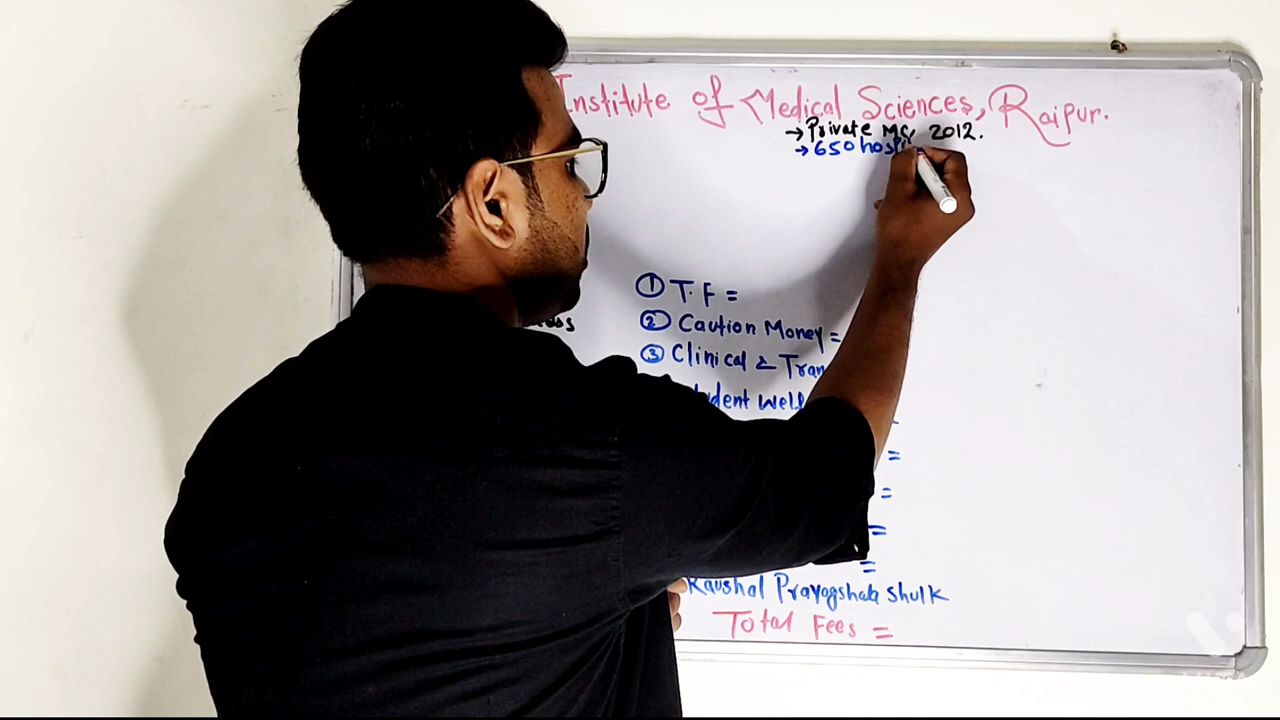 Institute of Medical Sciences, Raipur.
→ Private MC, 2012.
→ 650 hospi
① T.F =
② Caution Money =
③ Clinical & Tran
dent Welf
=
=
=
=
Kaushal Prayogshala Shulk
Total Fees =